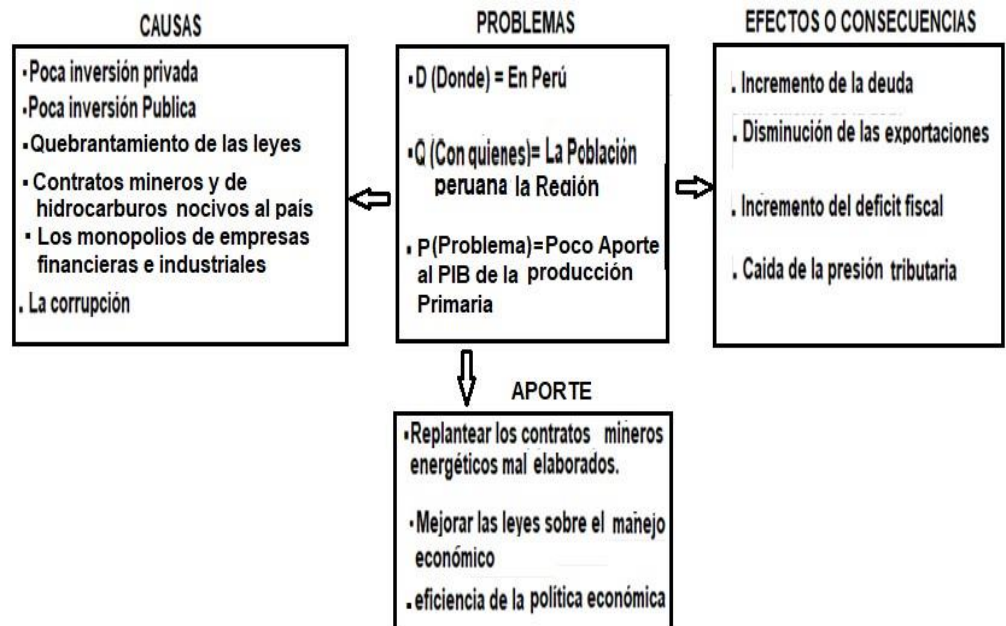 CAUSAS
▪Poca inversión privada
▪Poca inversión Publica
▪Quebrantamiento de las leyes
▪ Contratos mineros y de
hidrocarburos nocivos al país
▪ Los monopolios de empresas
financieras e industriales
. La corrupción
PROBLEMAS
▪D (Donde) = En Perú
▪Q (Con quienes)= La Población
peruana la Región
▪ P(Problema)=Poco Aporte
al PIB de la producción
Primaria
EFECTOS O CONSECUENCIAS
. Incremento de la deuda
. Disminución de las exportaciones
. Incremento del deficit fiscal
. Caida de la presión tributaria
APORTE
▪Replantear los contratos mineros
energéticos mal elaborados.
▪Mejorar las leyes sobre el manejo
económico
. eficiencia de la política económica